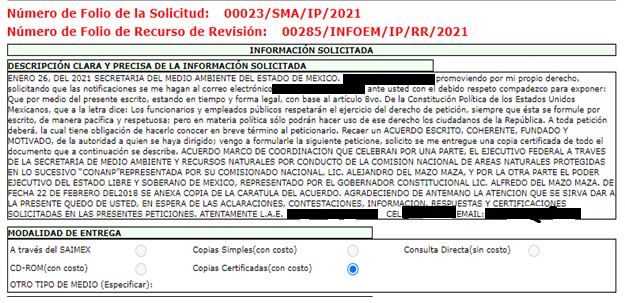 Número de Folio de la Solicitud: 00023/SMA/IP/2021
Número de Folio de Recurso de Revisión: 00285/INFOEM/IP/RR/2021
INFORMACIÓN SOLICITADA
DESCRIPCIÓN CLARA Y PRECISA DE LA INFORMACIÓN SOLICITADA
ENERO 26, DEL 2021 SECRETARIA DEL MEDIO AMBIENTE DEL ESTADO DE MEXICO. promoviendo por mi propio derecho,
solicitando que las notificaciones se me hagan al correo electrónico ante usted con el debido respeto compadezco para exponer:
Que por medio del presente escrito, estando en tiempo y forma legal, con base al artículo 8vo. De la Constitución Política de los Estados Unidos
Mexicanos, que a la letra dice: Los funcionarios y empleados públicos respetarán el ejercicio del derecho de petición, siempre que ésta se formule por
escrito, de manera pacífica y respetuosa; pero en materia política sólo podrán hacer uso de ese derecho los ciudadanos de la República. A toda petición
deberá, la cual tiene obligación de hacerlo conocer en breve término al peticionario. Recaer un ACUERDO ESCRITO, COHERENTE, FUNDADO Y
MOTIVADO, de la autoridad a quien se haya dirigido; vengo a formularle la siguiente petición, solicito se me entregue una copia certificada de todo el
documento que a continuación se describe. ACUERDO MARCO DE COORDINACION QUE CELEBRAN POR UNA PARTE, EL EJECUTIVO FEDERAL A TRAVES
DE LA SECRETARIA DE MEDIO AMBIENTE Y RECURSOS NATURALES POR CONDUCTO DE LA COMISION NACIONAL DE AREAS NATURALES PROTEGIDAS
EN LO SUCESIVO "CONANP"REPRESENTADA POR SU COMISIONADO NACIONAL, LIC. ALEJANDRO DEL MAZO MAZA, Y POR LA OTRA PARTE EL PODER
EJECUTIVO DEL ESTADO LIBRE Y SOBERANO DE MEXICO, REPRESENTADO POR EL GOBERNADOR CONSTITUCIONAL LIC. ALFREDO DEL MAZO MAZA. DE
FECHA 22 DE FEBRERO DEL2018 SE ANEXA COPIA DE LA CARATULA DEL ACUERDO. AGRADECIENDO DE ANTEMANO LA ATENCION QUE SE SIRVA DAR A
LA PRESENTE QUEDO DE USTED, EN ESPERA DE LAS ACLARACIONES, CONTESTACIONES, INFORMACION, RESPUESTAS Y CERTIFICACIONES
SOLICITADAS EN LAS PRESENTES PETICIONES. ATENTAMENTE L.A.E. CEL EMAIL:
MODALIDAD DE ENTREGA
A través del SAIMEX Copias Simples(con costo) Consulta Directa(sin costo)
CD-ROM(con costo) Copias Certificadas(con costo)
OTRO TIPO DE MEDIO (Especificar):